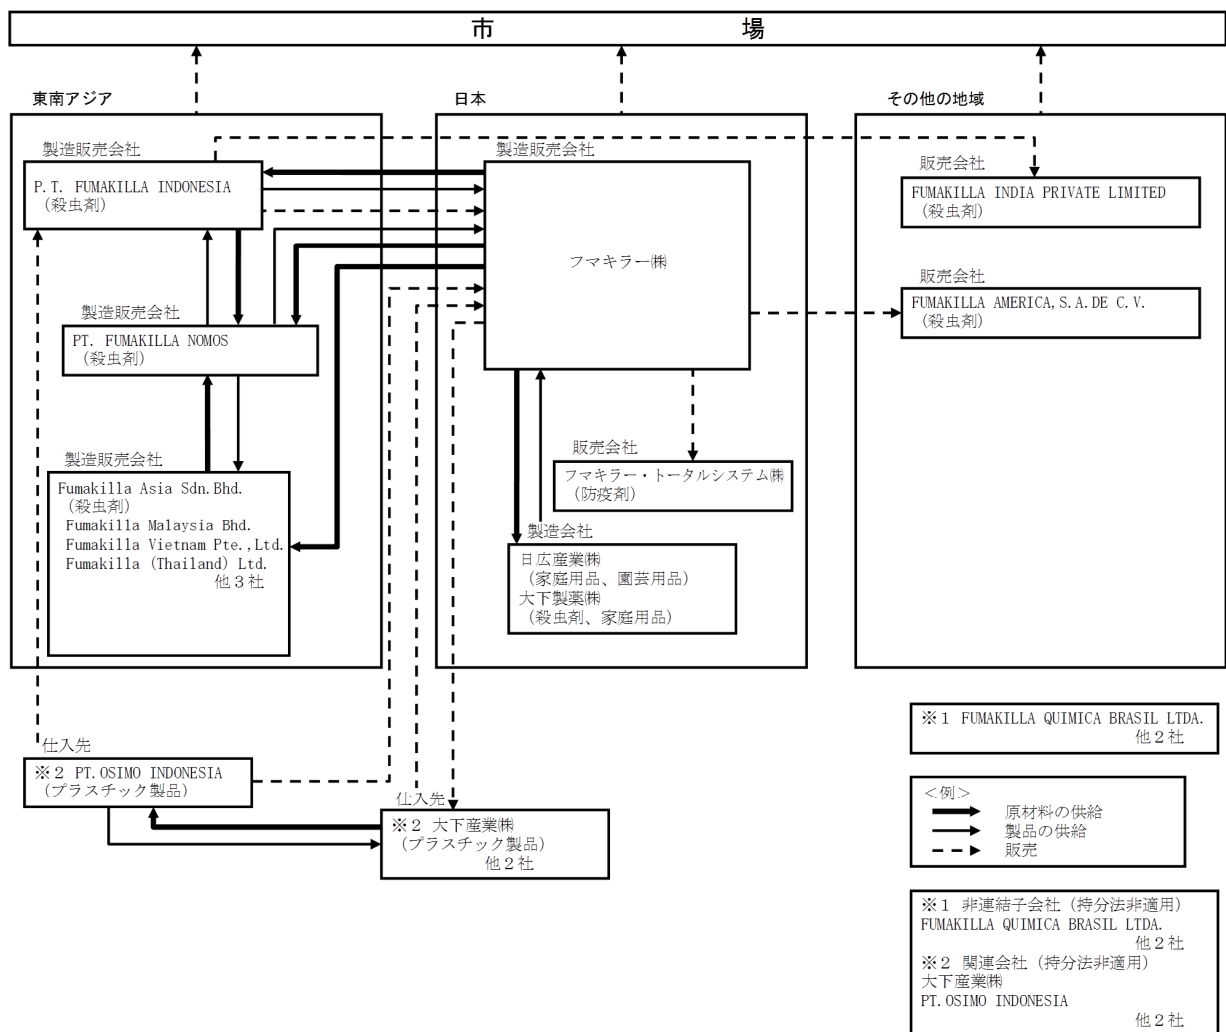 市　場
東南アジア
日本
その他の地域
製造販売会社
P.T. FUMAKILLA INDONESIA
(殺虫剤)
製造販売会社
PT. FUMAKILLA NOMOS
(殺虫剤)
製造販売会社
Fumakilla Asia Sdn.Bhd.
(殺虫剤)
Fumakilla Malaysia Bhd.
Fumakilla Vietnam Pte.,Ltd.
Fumakilla (Thailand) Ltd.
他3社
製造販売会社
フマキラー㈱
販売会社
フマキラー・トータルシステム㈱
(防疫剤)
製造会社
日広産業㈱
(家庭用品、園芸用品)
大下製薬㈱
(殺虫剤、家庭用品)
販売会社
FUMAKILLA INDIA PRIVATE LIMITED
(殺虫剤)
販売会社
FUMAKILLA AMERICA,S.A.DE C.V.
(殺虫剤)
仕入先
※2 PT.OSIMO INDONESIA
(プラスチック製品)
仕入先
※2 大下産業㈱
(プラスチック製品)
他2社
※1 FUMAKILLA QUIMICA BRASIL LTDA.
他2社
<例>
原材料の供給
製品の供給
販売
※1 非連結子会社(持分法非適用)
FUMAKILLA QUIMICA BRASIL LTDA.
他2社
※2 関連会社(持分法非適用)
大下産業㈱
PT.OSIMO INDONESIA
他2社